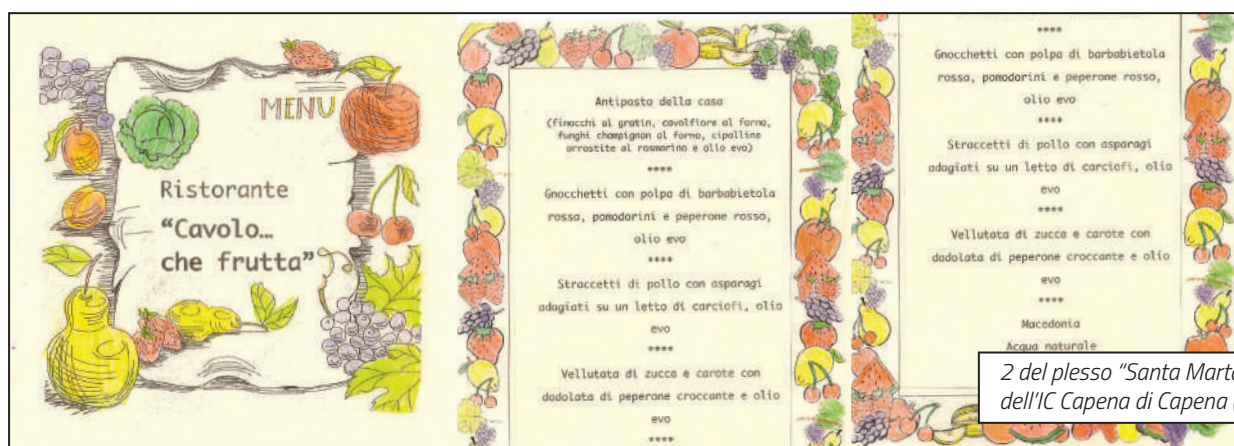 MENU
Ristorante
“Cavolo...
che frutta”
Antipasto della casa
(finocchi al gratin, cavolfiore al forno,
funghi champignon al forno, cipolline
arrostite al rosmarino e olio evo)
****
Gnocchetti con polpa di barbabietola
rossa, pomodorini e peperone rosso,
olio evo
****
Straccetti di pollo con asparagi
adagiati su un letto di carciofi, olio
evo
****
Vellutata di zucca e carote con
dadolata di peperone croccante e olio
evo
****
****
Gnocchetti con polpa di barbabietola
rossa, pomodorini e peperone rosso,
olio evo
****
Straccetti di pollo con asparagi
adagiati su un letto di carciofi, olio
evo
****
Vellutata di zucca e carote con
dadolata di peperone croccante e olio
evo
****
Macedonia
Acqua naturale
2 del plesso “Santa Marta
dell’IC Capena di Capena (